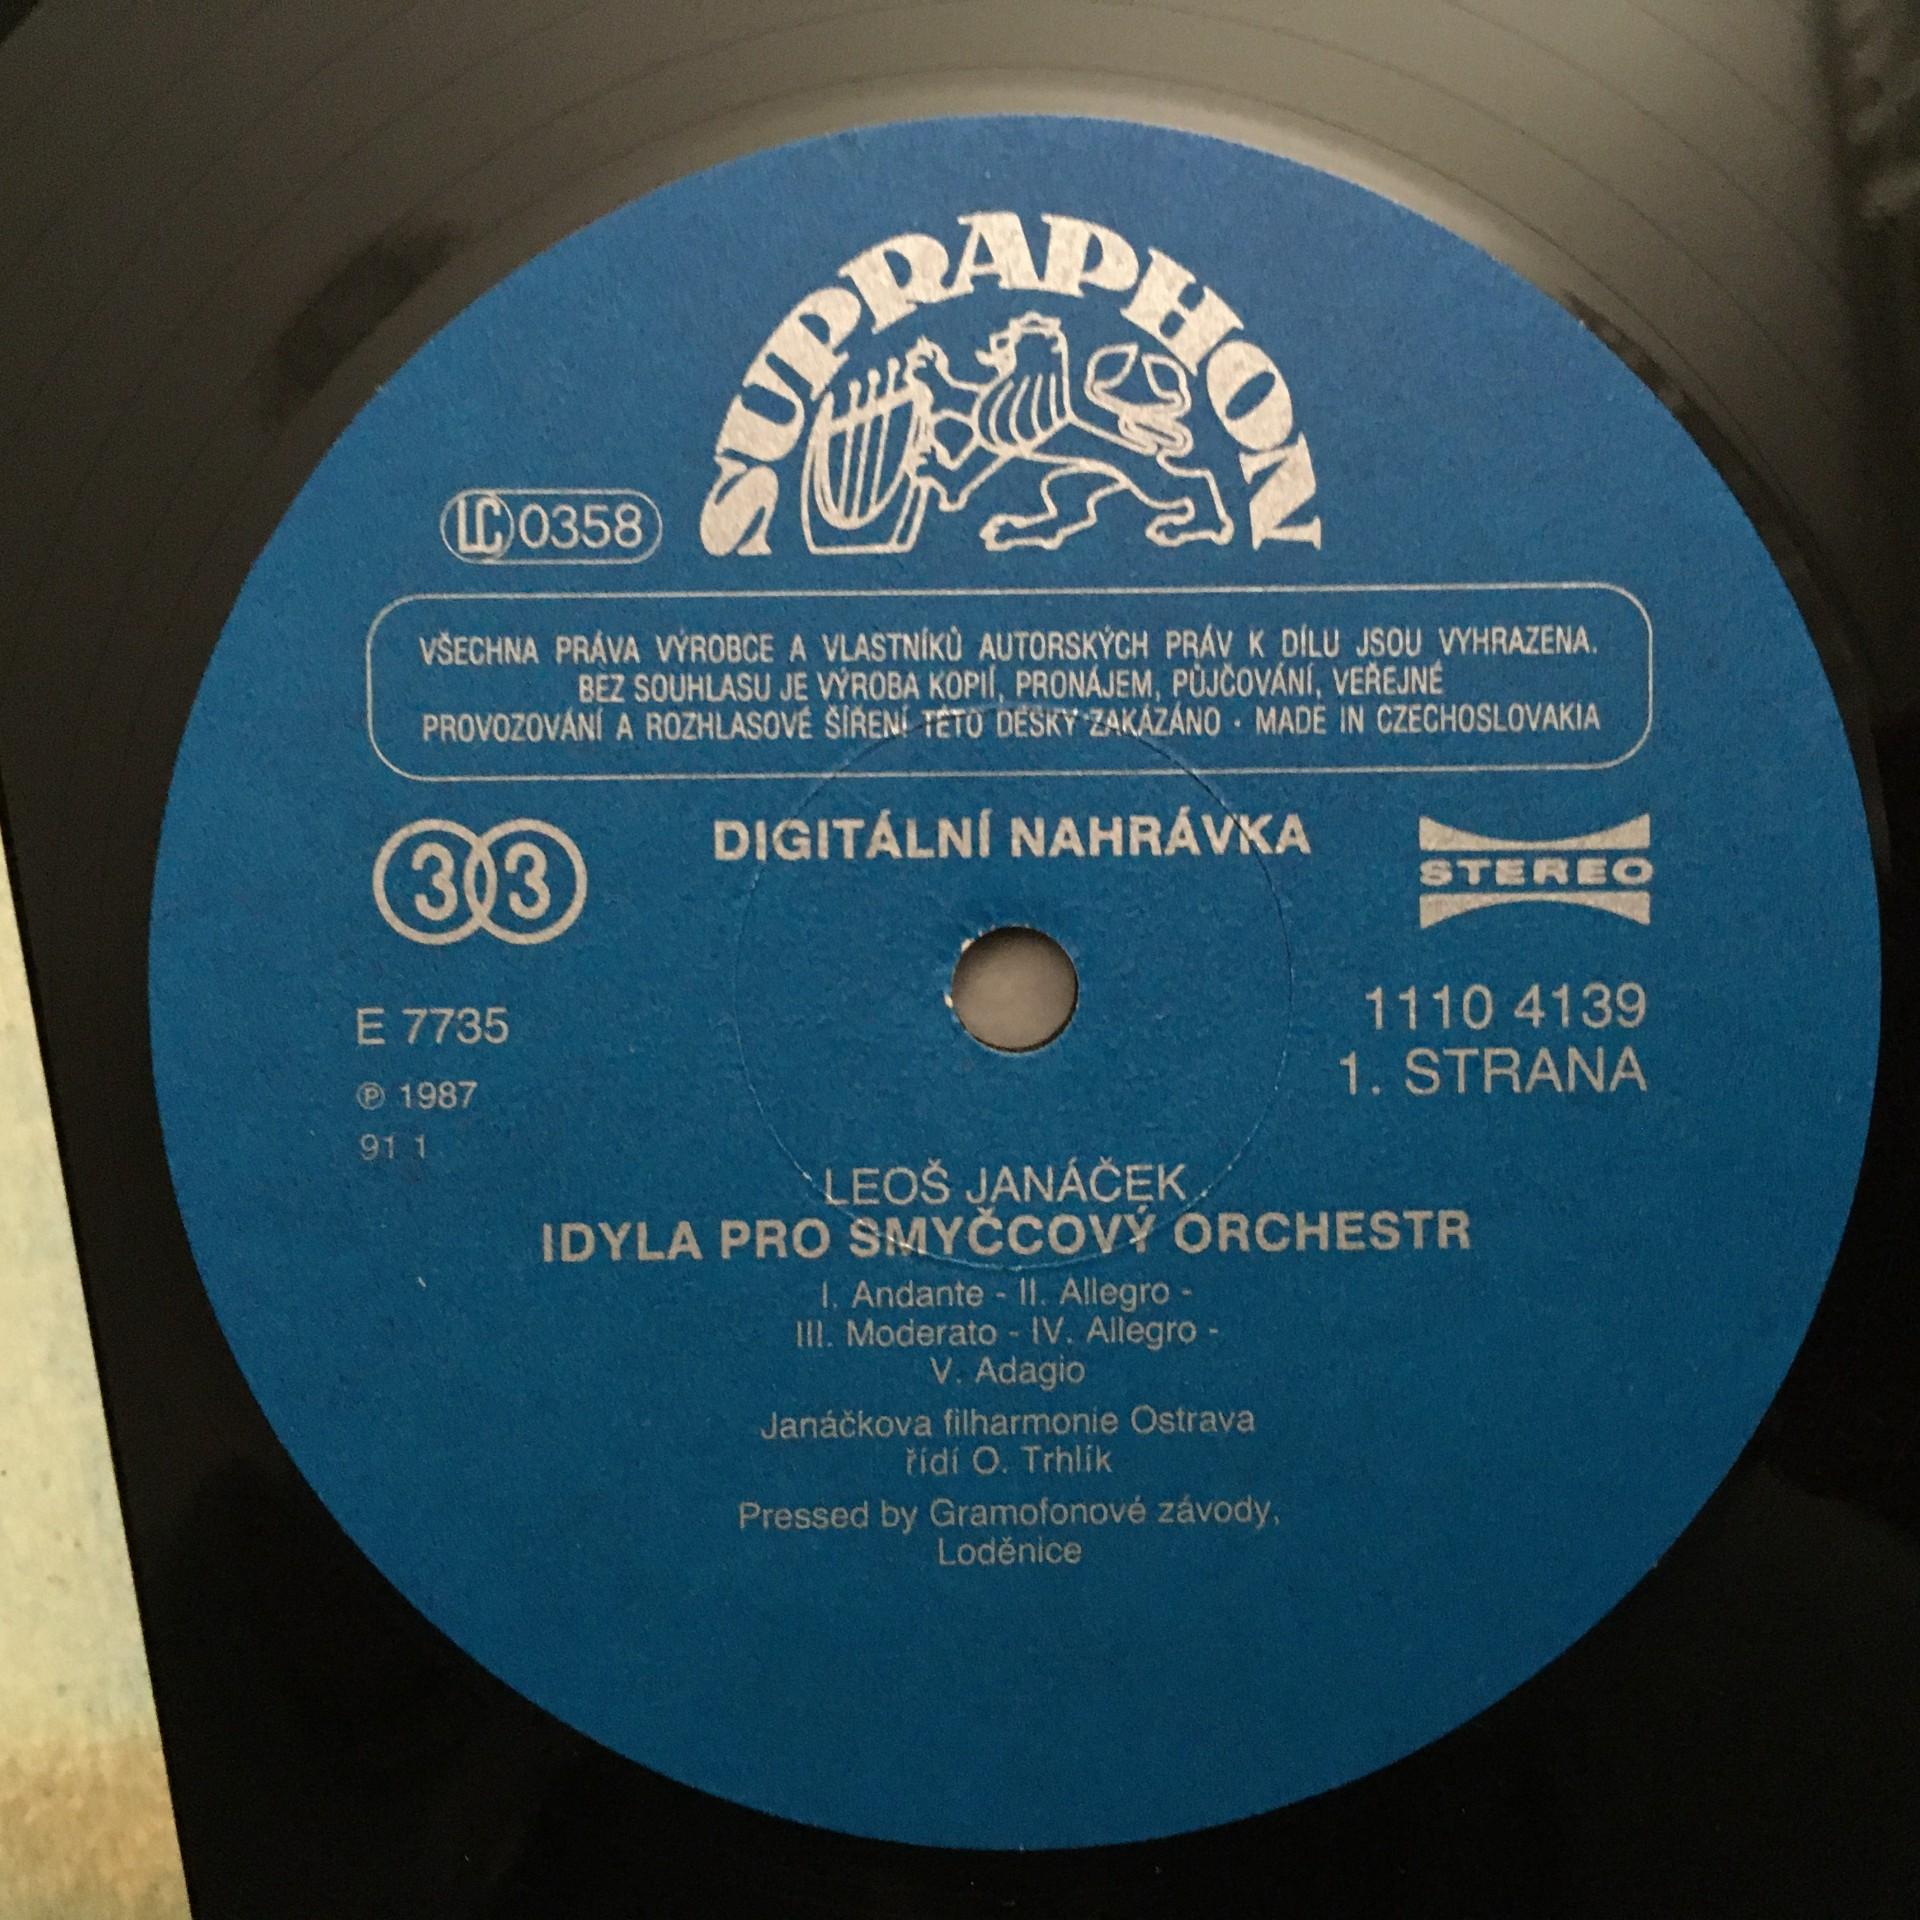 SUPRAPHON
LC 0358
VŠECHNA PRÁVA VÝROBCE A VLASTNÍKŮ AUTORSKÝCH PRÁV K DÍLU JSOU VYHRAZENA.
BEZ SOUHLASU JE VÝROBA KOPIÍ, PRONÁJEM, PŮJČOVÁNÍ, VEŘEJNÉ
PROVOZOVÁNÍ A ROZHLASOVÉ ŠÍŘENÍ TÉTO DESKY ZAKÁZÁNO · MADE IN CZECHOSLOVAKIA
33
DIGITÁLNÍ NAHRÁVKA
STEREO
E 7735
1110 4139
1. STRANA
℗ 1987
91 1
LEOŠ JANÁČEK
IDYLA PRO SMYČCOVÝ ORCHESTR
I. Andante - II. Allegro -
III. Moderato - IV. Allegro -
V. Adagio
Janáčkova filharmonie Ostrava
řídí O. Trhlík
Pressed by Gramofonové závody,
Loděnice